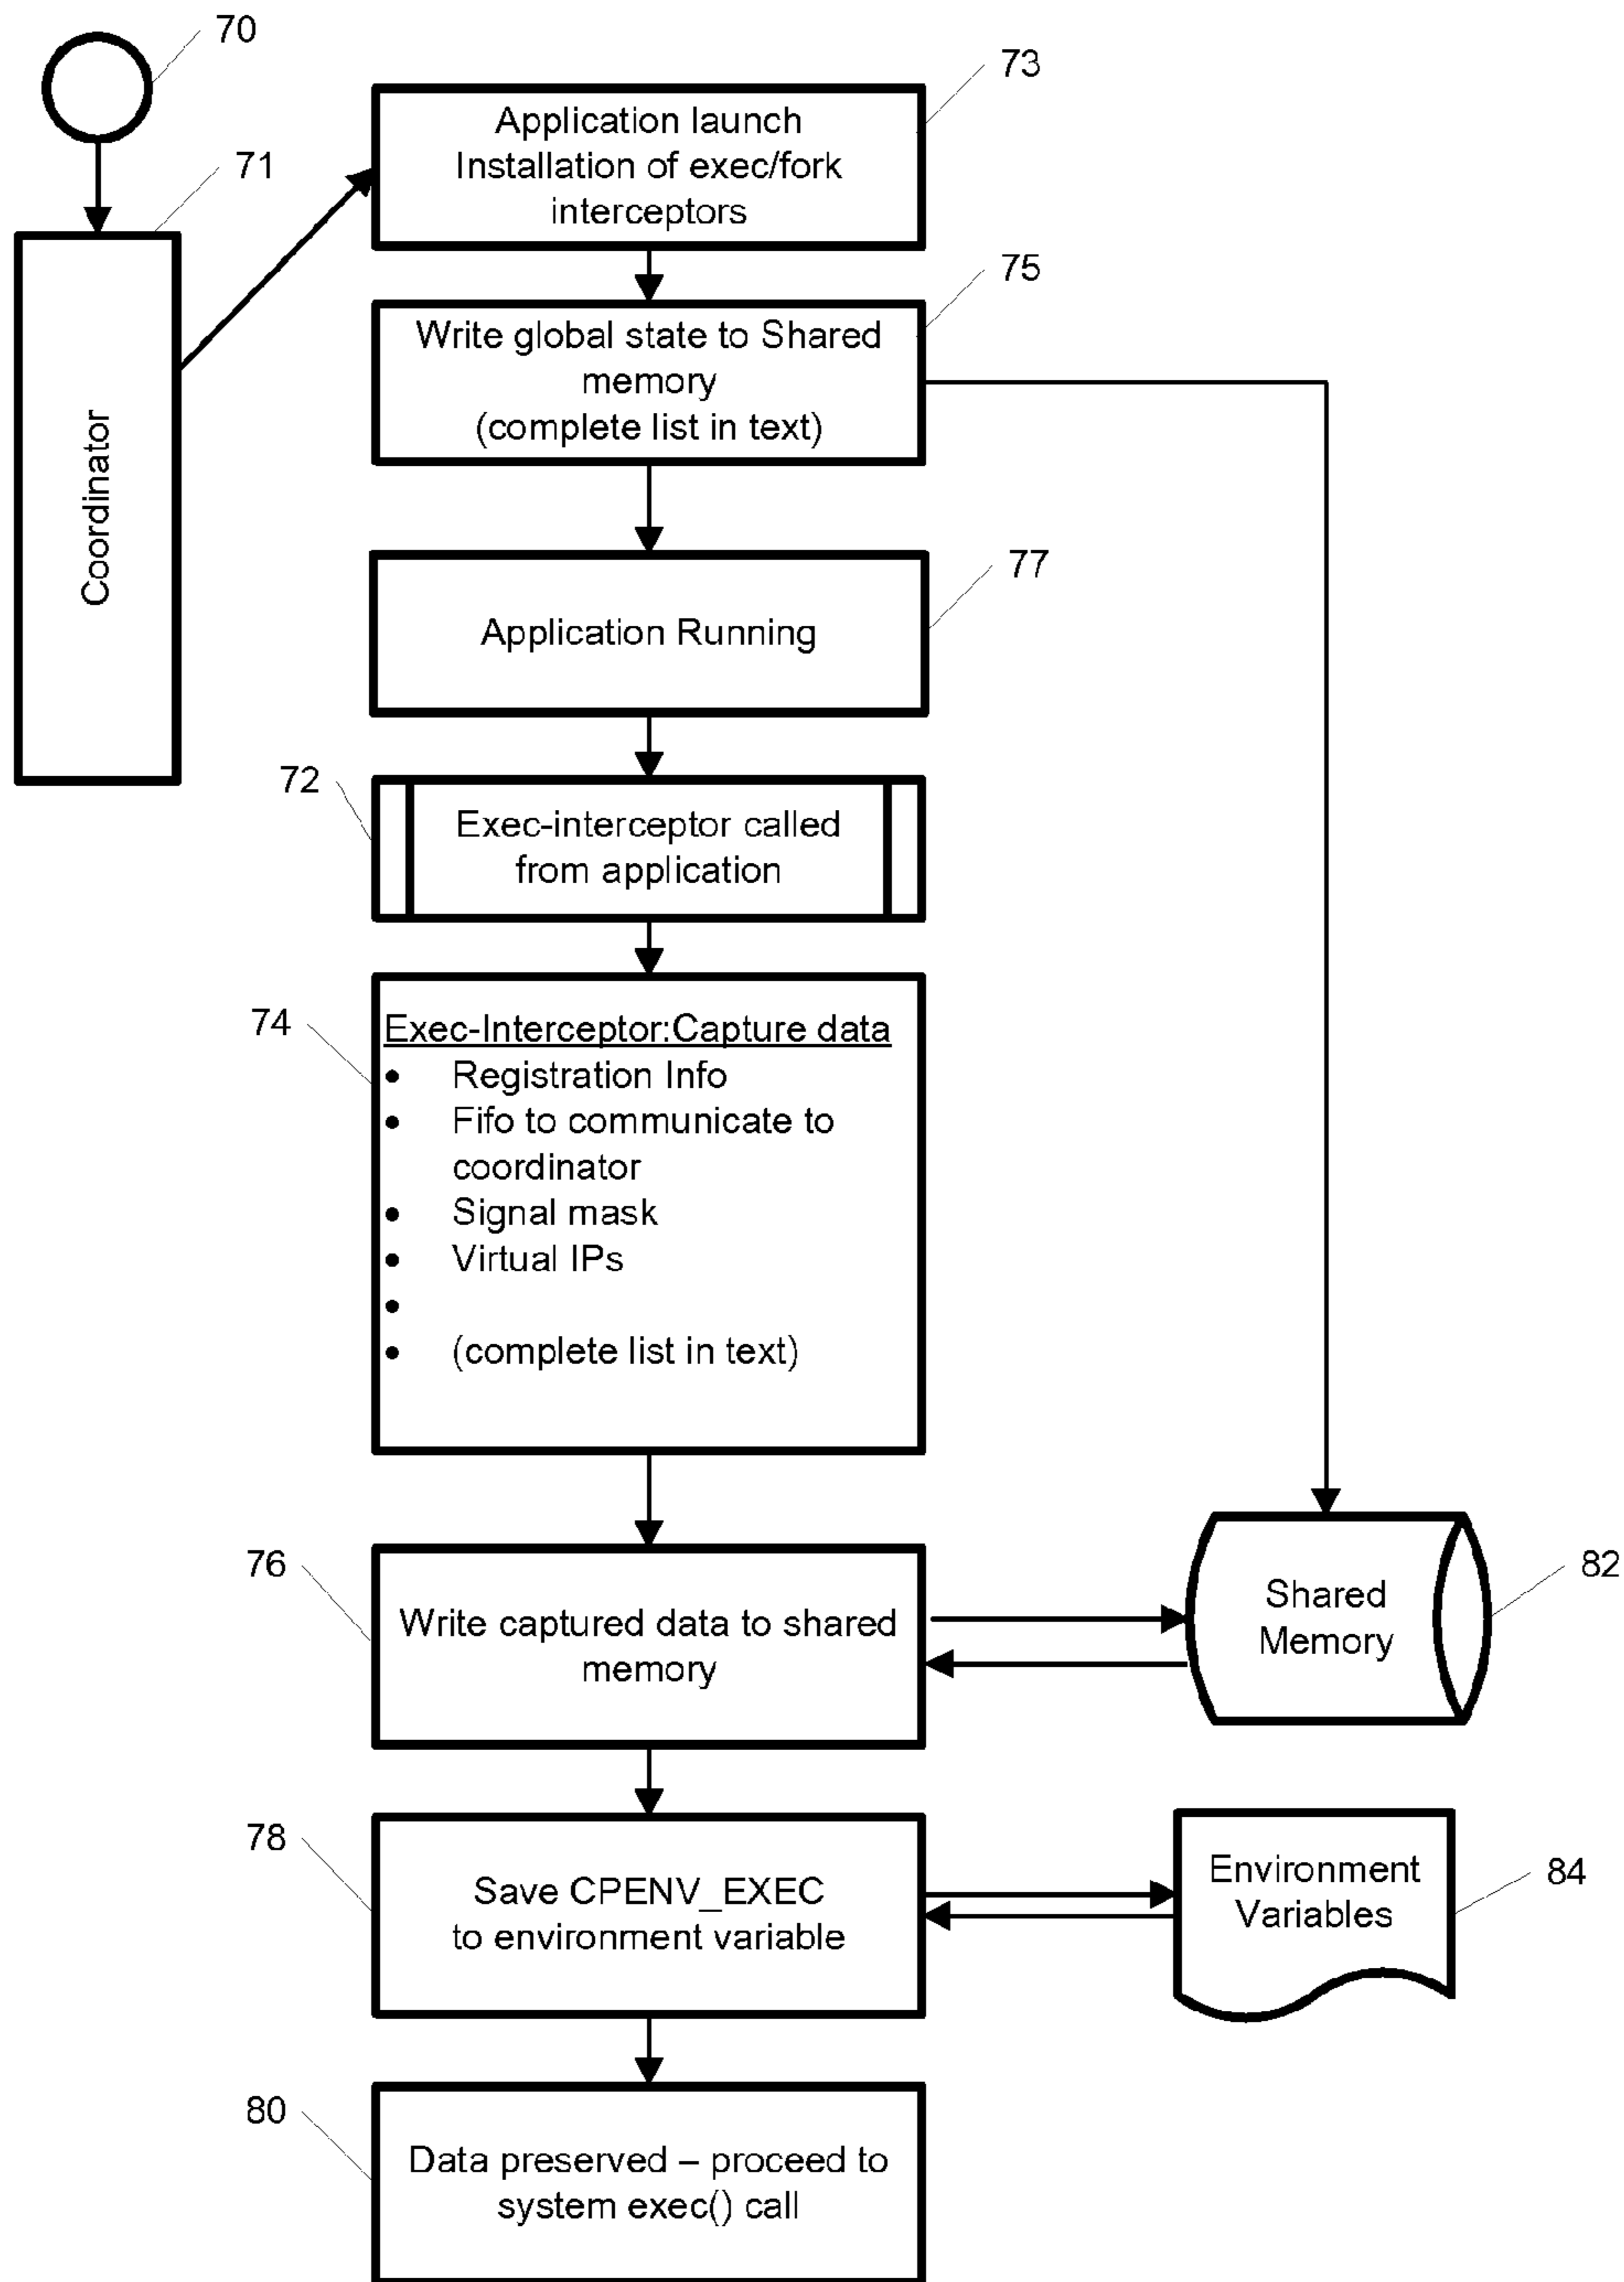 70
73
Application launch
Installation of exec/fork
interceptors
71
Coordinator
75
Write global state to Shared
memory
(complete list in text)
77
Application Running
72
Exec-interceptor called
from application
74
Exec-Interceptor:Capture data
• Registration Info
• Fifo to communicate to
coordinator
• Signal mask
• Virtual IPs
•
• (complete list in text)
76
Write captured data to shared
memory
82
Shared
Memory
78
Save CPENV_EXEC
to environment variable
84
Environment
Variables
80
Data preserved – proceed to
system exec() call